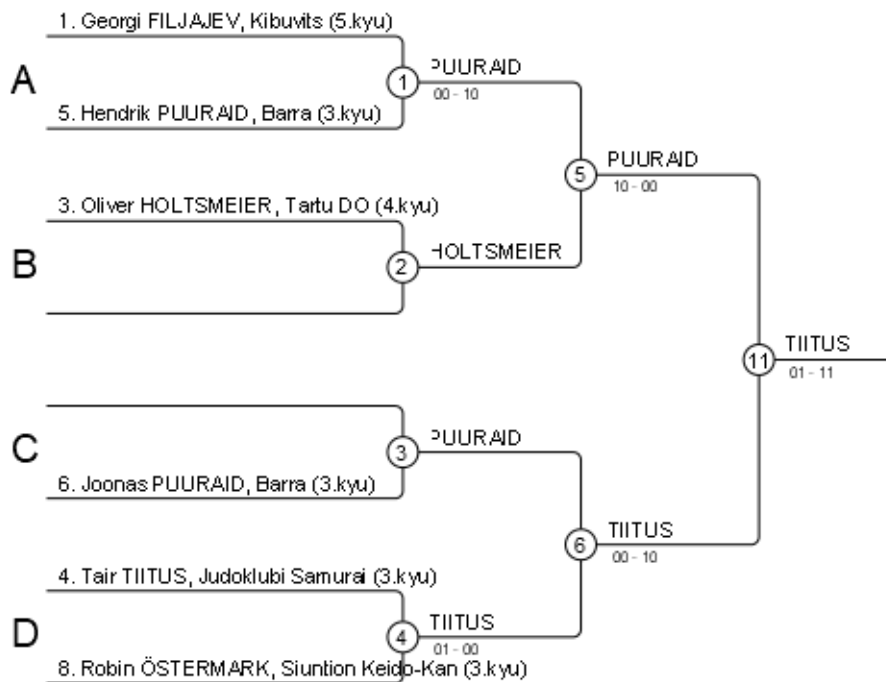 1. Georgi FILJAJEV, Kibuvits (5.kyu)
A
1
PUURAID
00 - 10
5. Hendrik PUURAID, Barra (3.kyu)
5
PUURAID
10 - 00
3. Oliver HOLTSMEIER, Tartu DO (4.kyu)
B
2
HOLTSMEIER
11
TIITUS
01 - 11
C
3
PUURAID
6. Joonas PUURAID, Barra (3.kyu)
6
TIITUS
00 - 10
4. Tair TIITUS, Judoklubi Samurai (3.kyu)
D
4
TIITUS
01 - 00
8. Robin ÖSTERMARK, Siuntion Keido-Kan (3.kyu)